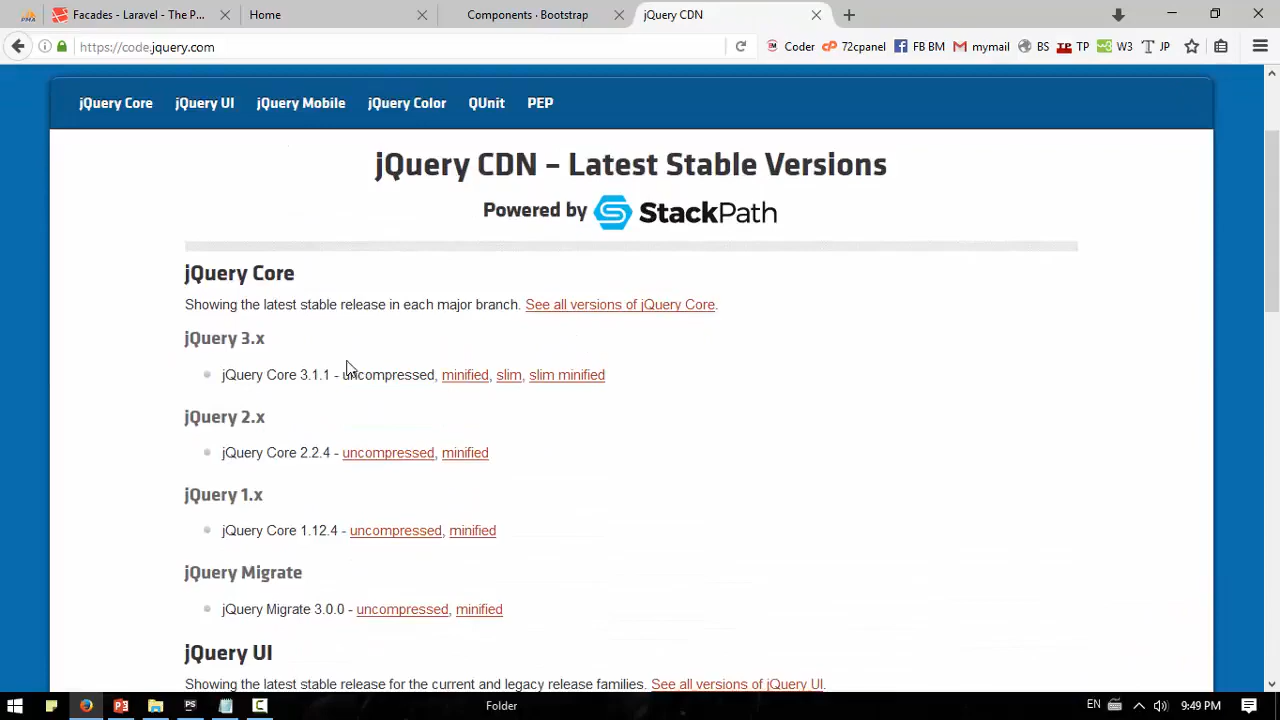 Facades - Laravel - The P... Home Components · Bootstrap jQuery CDN
https://code.jquery.com Coder 72cpanel FB BM mymail BS TP W3 JP
jQuery Core jQuery UI jQuery Mobile jQuery Color QUnit PEP
jQuery CDN – Latest Stable Versions
Powered by StackPath
jQuery Core
Showing the latest stable release in each major branch. See all versions of jQuery Core.
jQuery 3.x
jQuery Core 3.1.1 - uncompressed, minified, slim, slim minified
jQuery 2.x
jQuery Core 2.2.4 - uncompressed, minified
jQuery 1.x
jQuery Core 1.12.4 - uncompressed, minified
jQuery Migrate
jQuery Migrate 3.0.0 - uncompressed, minified
jQuery UI
Showing the latest stable release for the current and legacy release families. See all versions of jQuery UI.
Folder EN 9:49 PM